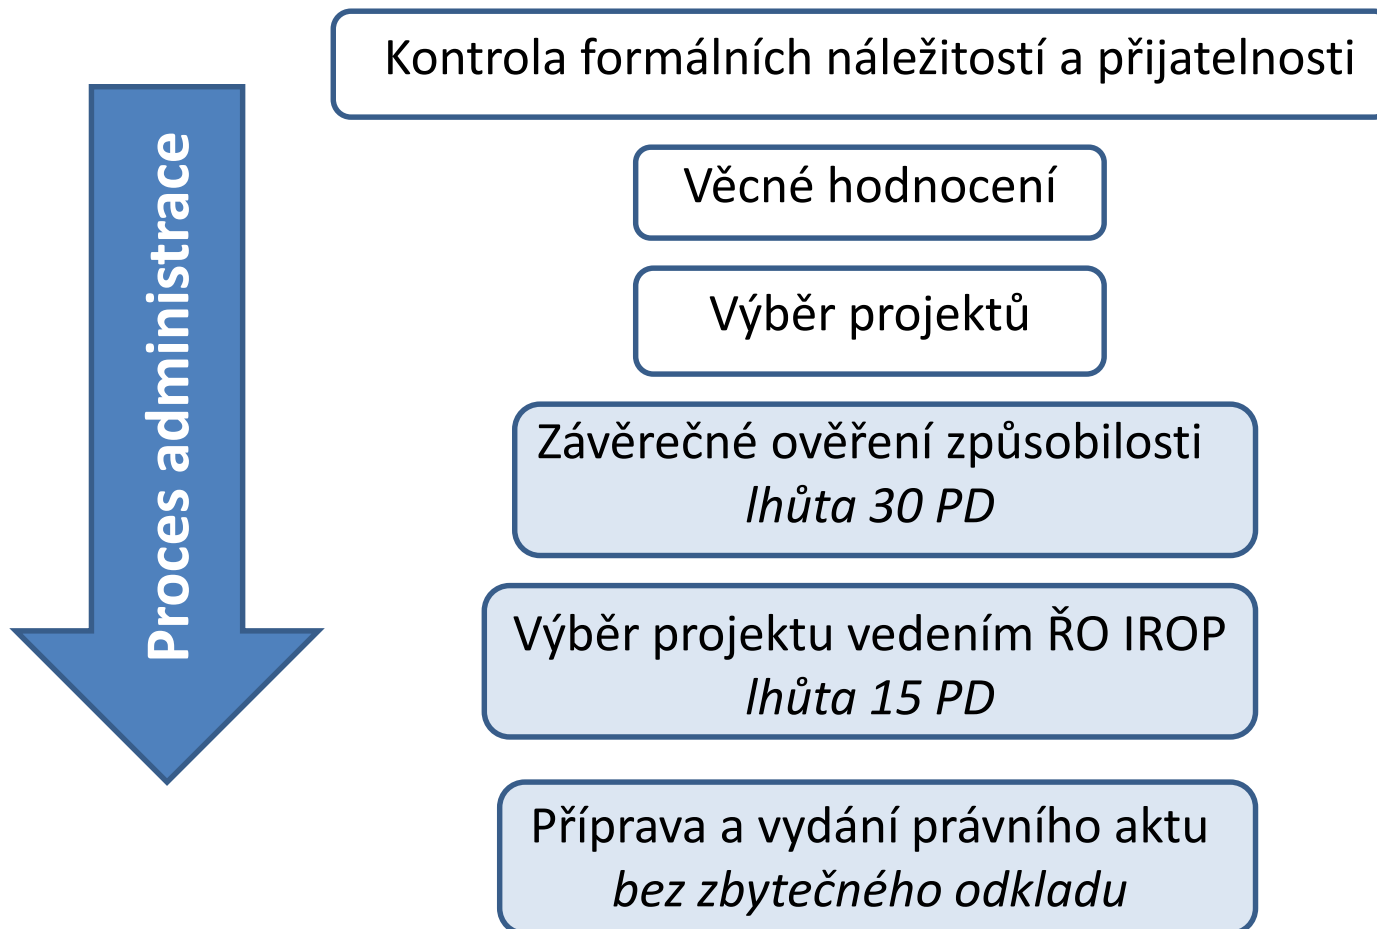 Kontrola formálních náležitostí a přijatelnosti
Proces administrace
Věcné hodnocení
Výběr projektů
Závěrečné ověření způsobilosti
lhůta 30 PD
Výběr projektu vedením ŘO IROP
lhůta 15 PD
Příprava a vydání právního aktu
bez zbytečného odkladu